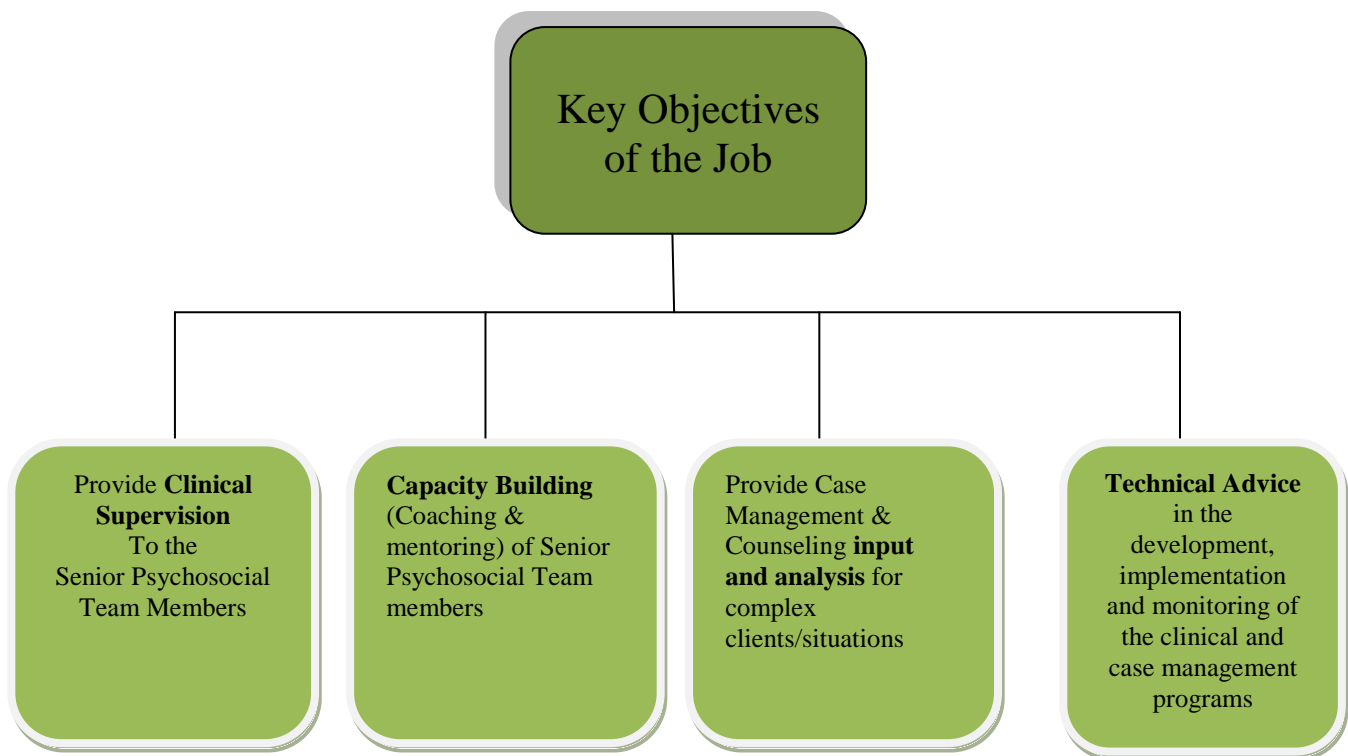 Key Objectives
of the Job
Provide Clinical
Supervision
To the
Senior Psychosocial
Team Members
Capacity Building
(Coaching &
mentoring) of Senior
Psychosocial Team
members
Provide Case
Management &
Counseling input
and analysis for
complex
clients/situations
Technical Advice
in the
development,
implementation
and monitoring of
the clinical and
case management
programs